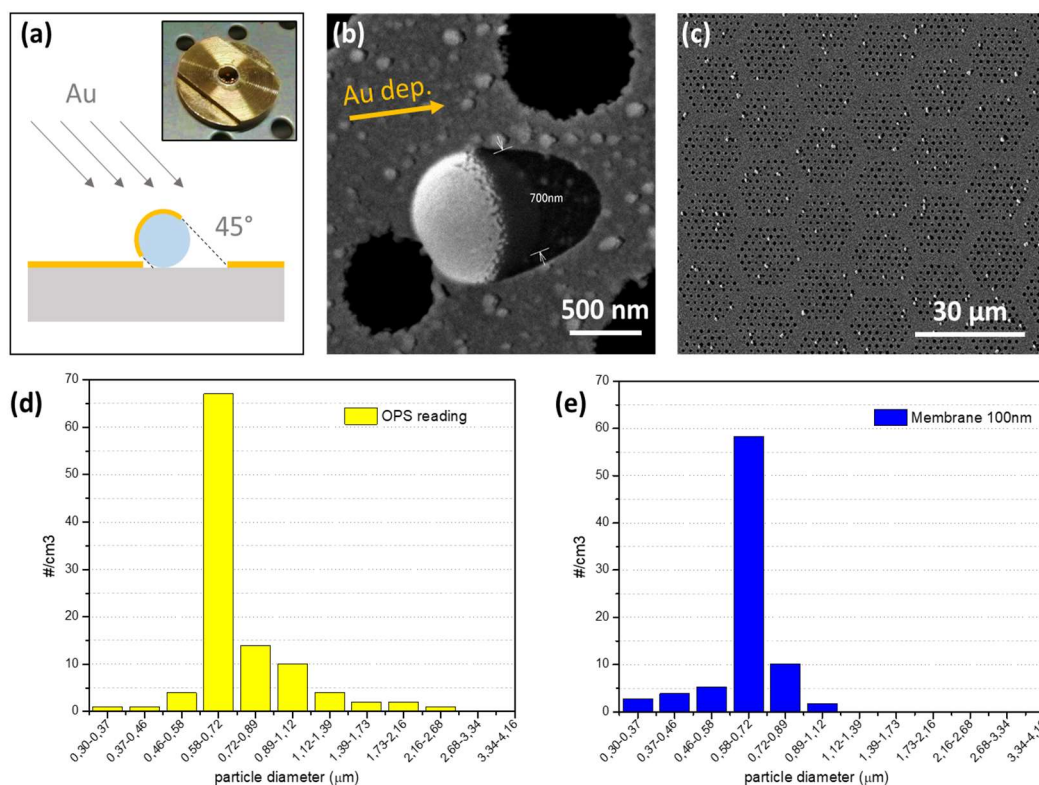 (a)
Au
45°
(b)
Au dep.
700nm
500 nm
(c)
30 μm
(d)
70
60
50
40
30
20
10
0
#/cm3
OPS reading
0,30-0,37
0,37-0,46
0,46-0,58
0,58-0,72
0,72-0,89
0,89-1,12
1,12-1,39
1,39-1,73
1,73-2,16
2,16-2,68
2,68-3,34
3,34-4,16
particle diameter (μm)
(e)
70
60
50
40
30
20
10
0
#/cm3
Membrane 100nm
0,30-0,37
0,37-0,46
0,46-0,58
0,58-0,72
0,72-0,89
0,89-1,12
1,12-1,39
1,39-1,73
1,73-2,16
2,16-2,68
2,68-3,34
3,34-4,16
particle diameter (μm)